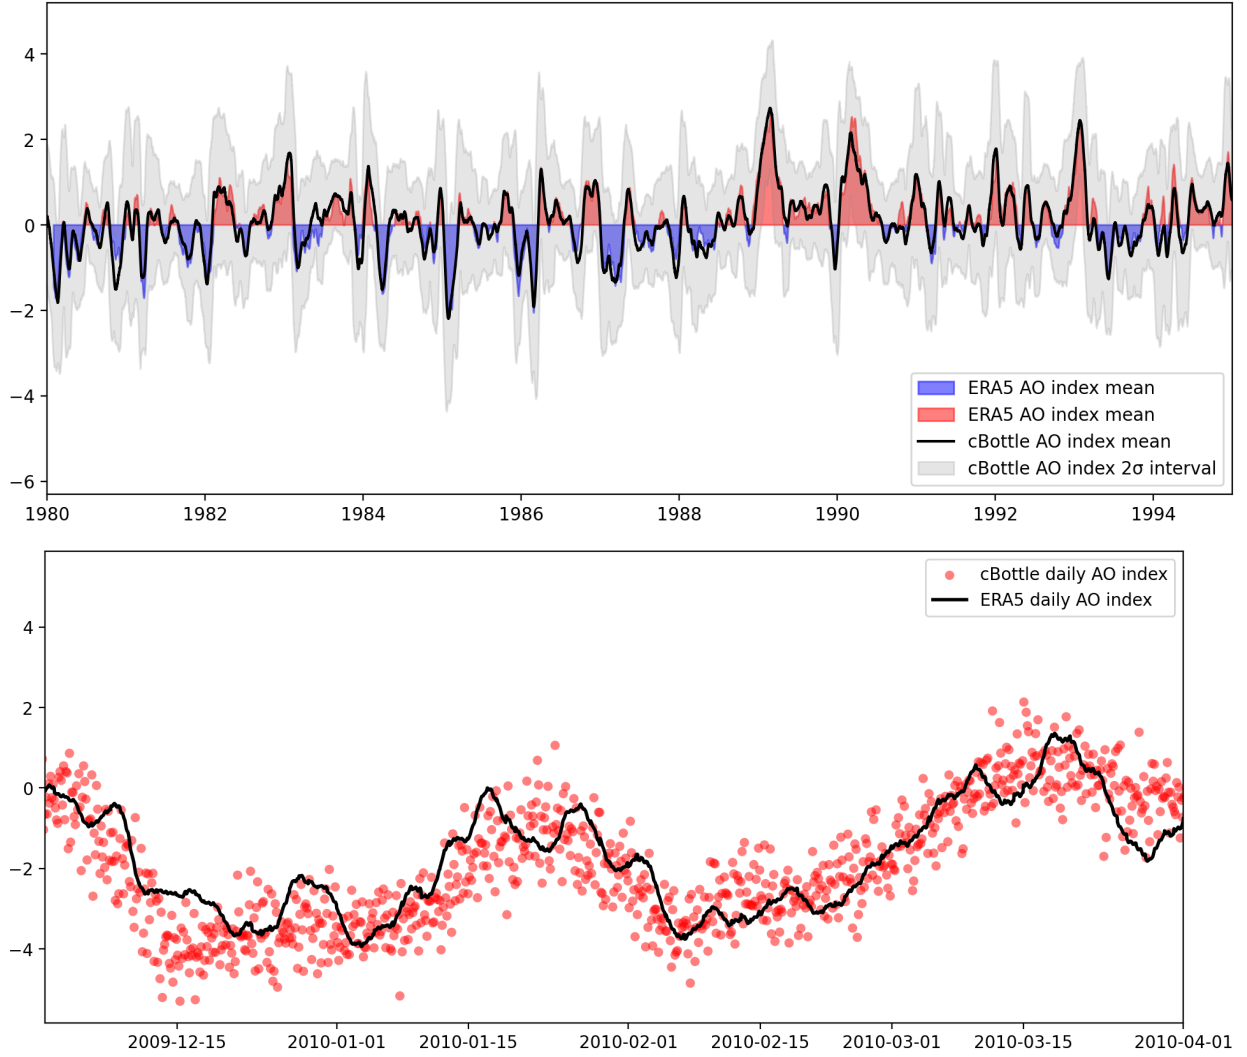 4
2
0
−2
−4
−6
1980 1982 1984 1986 1988 1990 1992 1994
ERA5 AO index mean
ERA5 AO index mean
cBottle AO index mean
cBottle AO index 2σ interval
cBottle daily AO index
ERA5 daily AO index
4
2
0
−2
−4
2009-12-15 2010-01-01 2010-01-15 2010-02-01 2010-02-15 2010-03-01 2010-03-15 2010-04-01